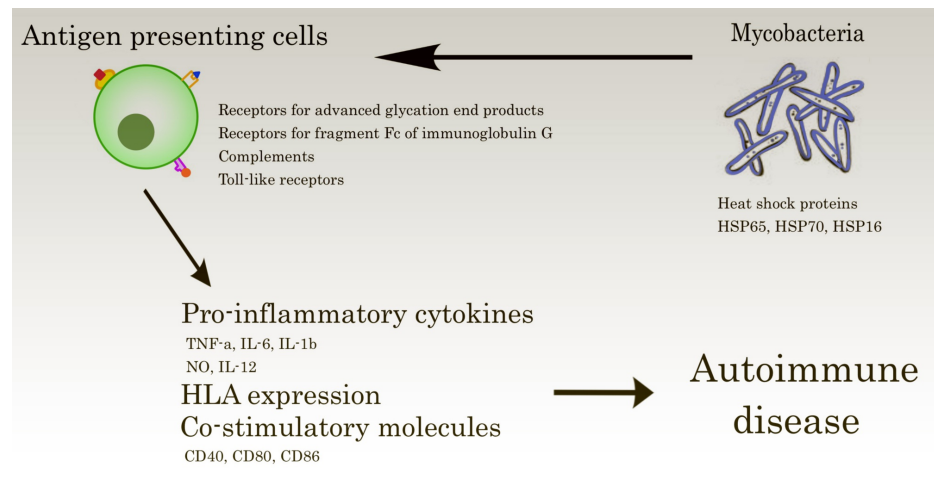 Antigen presenting cells
Mycobacteria
Receptors for advanced glycation end products
Receptors for fragment Fc of immunoglobulin G
Complements
Toll-like receptors
Heat shock proteins
HSP65, HSP70, HSP16
Pro-inflammatory cytokines
TNF-a, IL-6, IL-1b
NO, IL-12
HLA expression
Co-stimulatory molecules
CD40, CD80, CD86
Autoimmune
disease